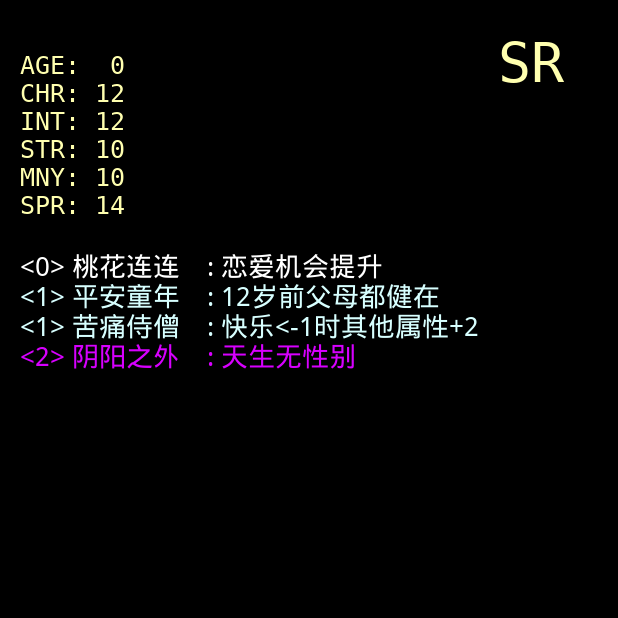 SR
AGE:  0
CHR: 12
INT: 12
STR: 10
MNY: 10
SPR: 14
<0> 桃花连连 : 恋爱机会提升
<1> 平安童年 : 12岁前父母都健在
<1> 苦痛侍僧 : 快乐<-1时其他属性+2
<2> 阴阳之外 : 天生无性别